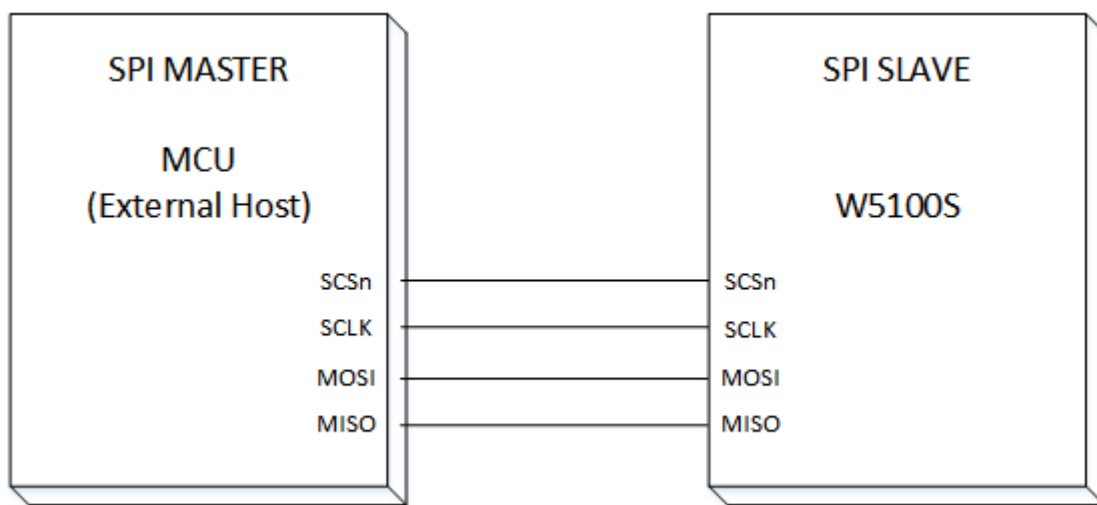 SPI MASTER
MCU
(External Host)
SCSn
SCLK
MOSI
MISO
SPI SLAVE
W5100S
SCSn
SCLK
MOSI
MISO